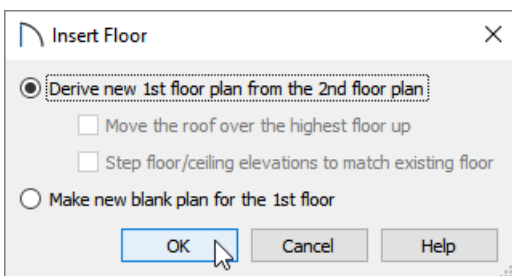 Insert Floor
Derive new 1st floor plan from the 2nd floor plan
Move the roof over the highest floor up
Step floor/ceiling elevations to match existing floor
Make new blank plan for the 1st floor
OK Cancel Help